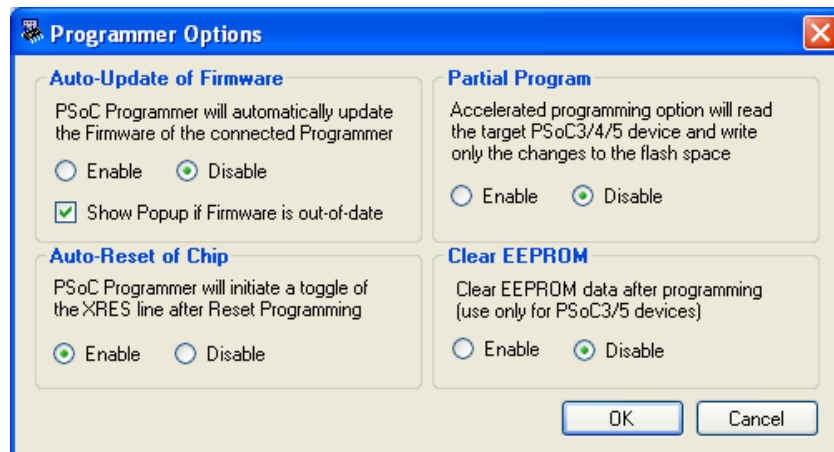 Programmer Options
Auto-Update of Firmware
PSoC Programmer will automatically update
the Firmware of the connected Programmer
Enable Disable
Show Popup if Firmware is out-of-date
Partial Program
Accelerated programming option will read
the target PSoC3/4/5 device and write
only the changes to the flash space
Enable Disable
Auto-Reset of Chip
PSoC Programmer will initiate a toggle of
the XRES line after Reset Programming
Enable Disable
Clear EEPROM
Clear EEPROM data after programming
(use only for PSoC3/5 devices)
Enable Disable
OK Cancel